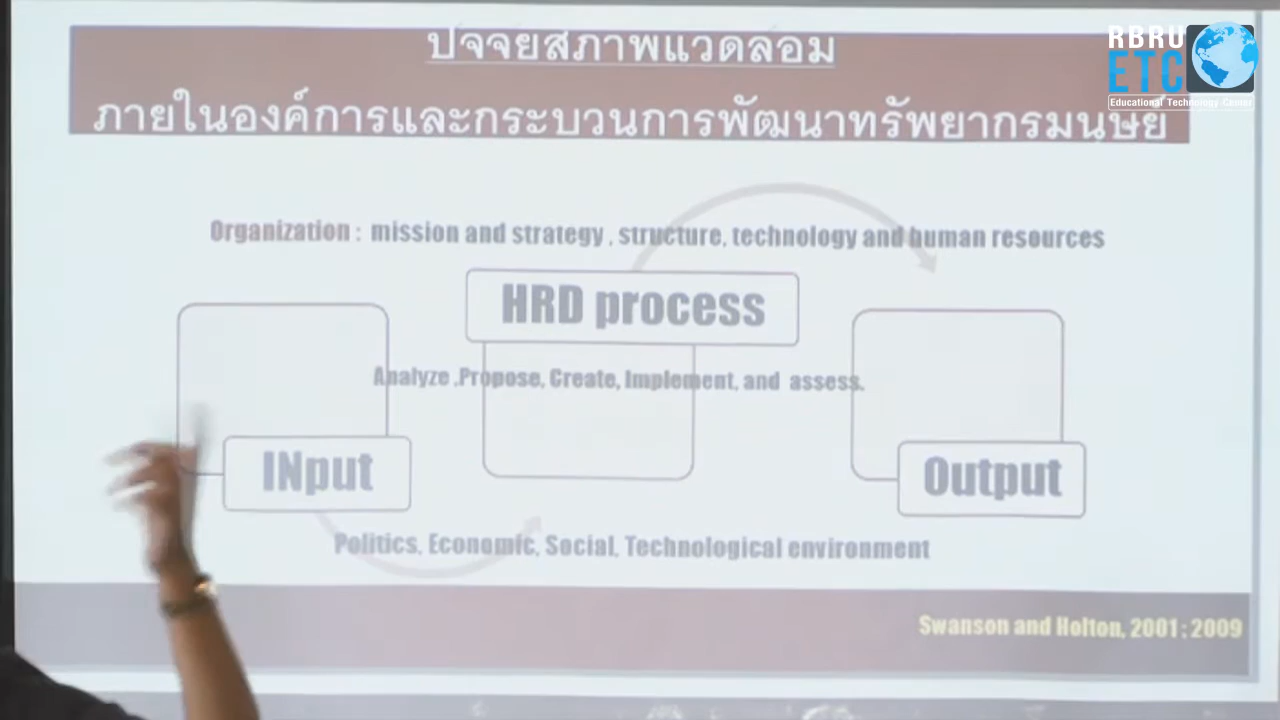 ปัจจัยสภาพแวดล้อม
ภายในองค์การและกระบวนการพัฒนาทรัพยากรมนุษย์
RBRU
ETC
Educational Technology Center
Organization : mission and strategy , structure, technology and human resources
HRD process
Analyze ,Propose, Create, Implement, and assess.
INput
Output
Politics, Economic, Social, Technological environment
Swanson and Holton, 2001 ; 2009